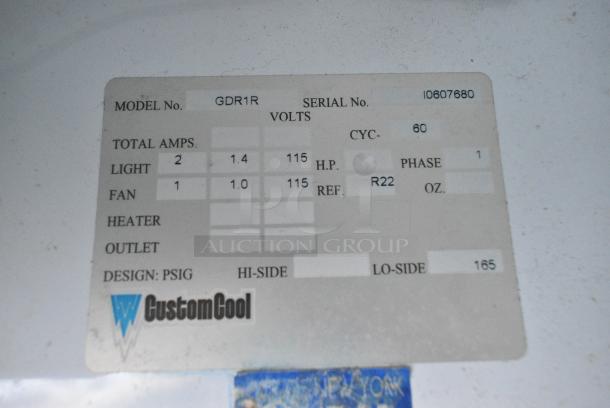 MODEL No. GDR1R SERIAL No. I0607680
VOLTS
TOTAL AMPS. CYC- 60
LIGHT 2 1.4 115 H.P. PHASE 1
FAN 1 1.0 115 REF. R22 OZ.
HEATER
PCI
AUCTION GROUP
OUTLET
DESIGN: PSIG HI-SIDE LO-SIDE 165
CustomCool
NEW YORK